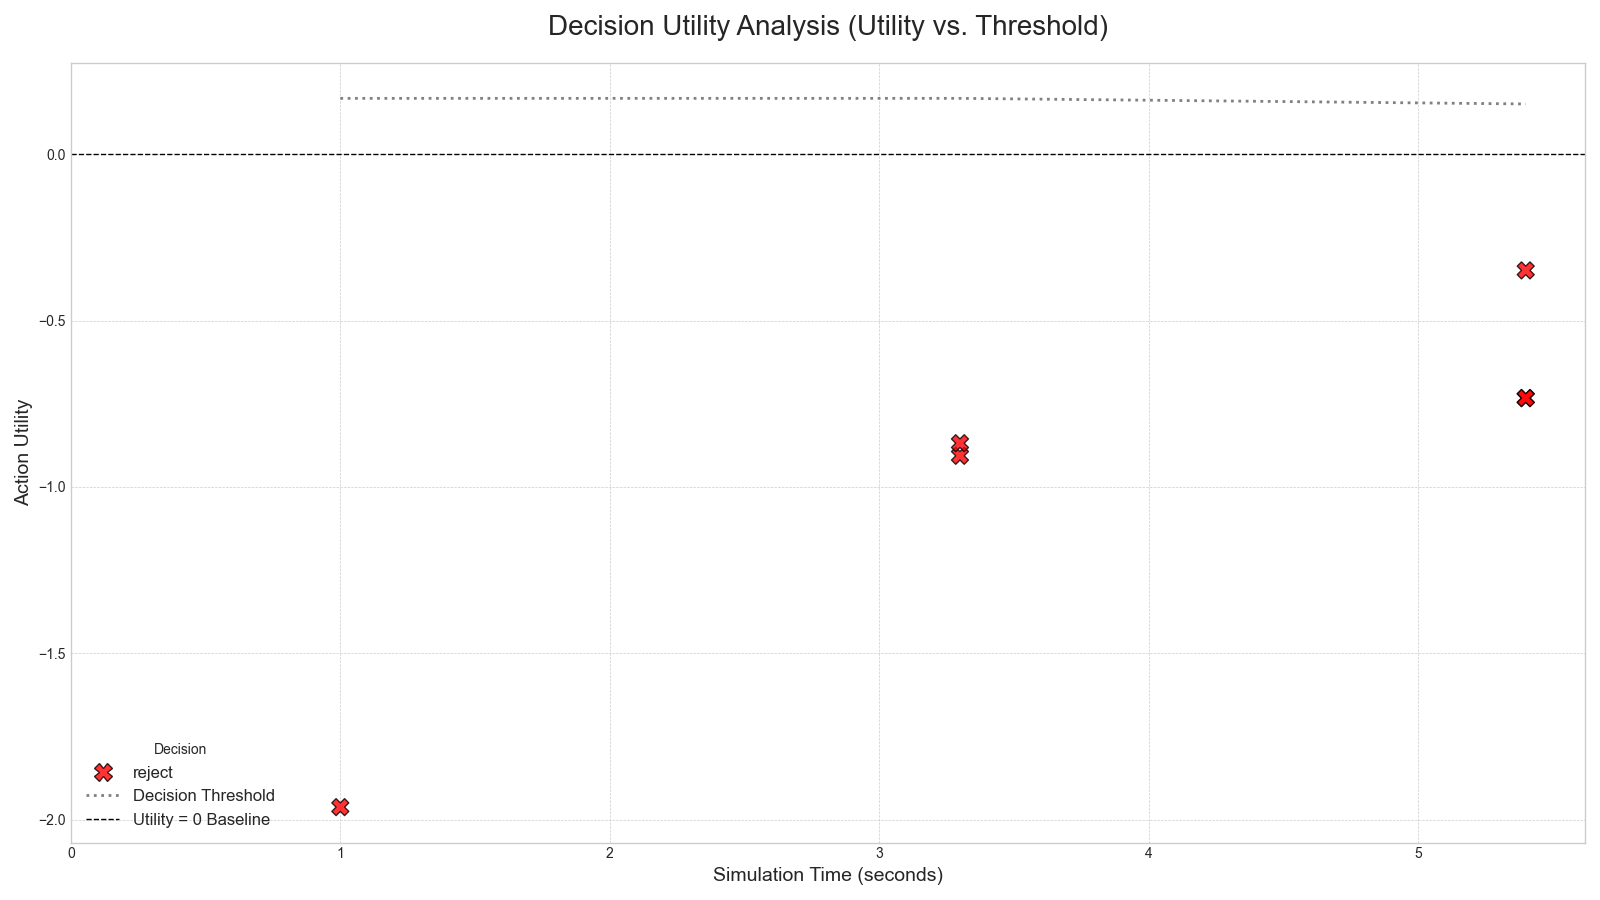 Decision Utility Analysis (Utility vs. Threshold)
Action Utility
0.0
−0.5
−1.0
−1.5
−2.0
Decision
reject
Decision Threshold
Utility = 0 Baseline
0 1 2 3 4 5
Simulation Time (seconds)